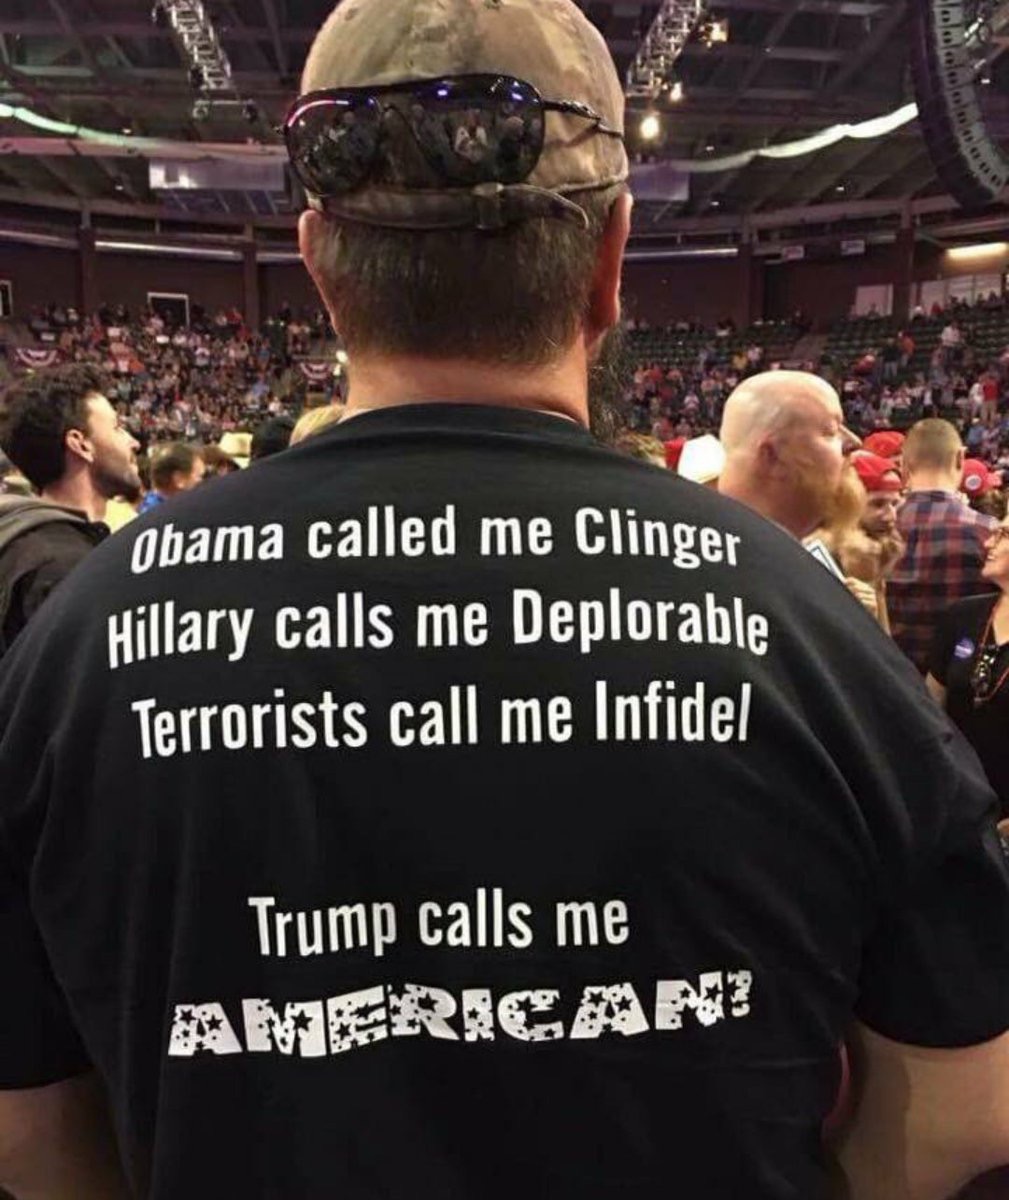 Obama called me Clinger
Hillary calls me Deplorable
Terrorists call me Infidel
Trump calls me
AMERICAN!